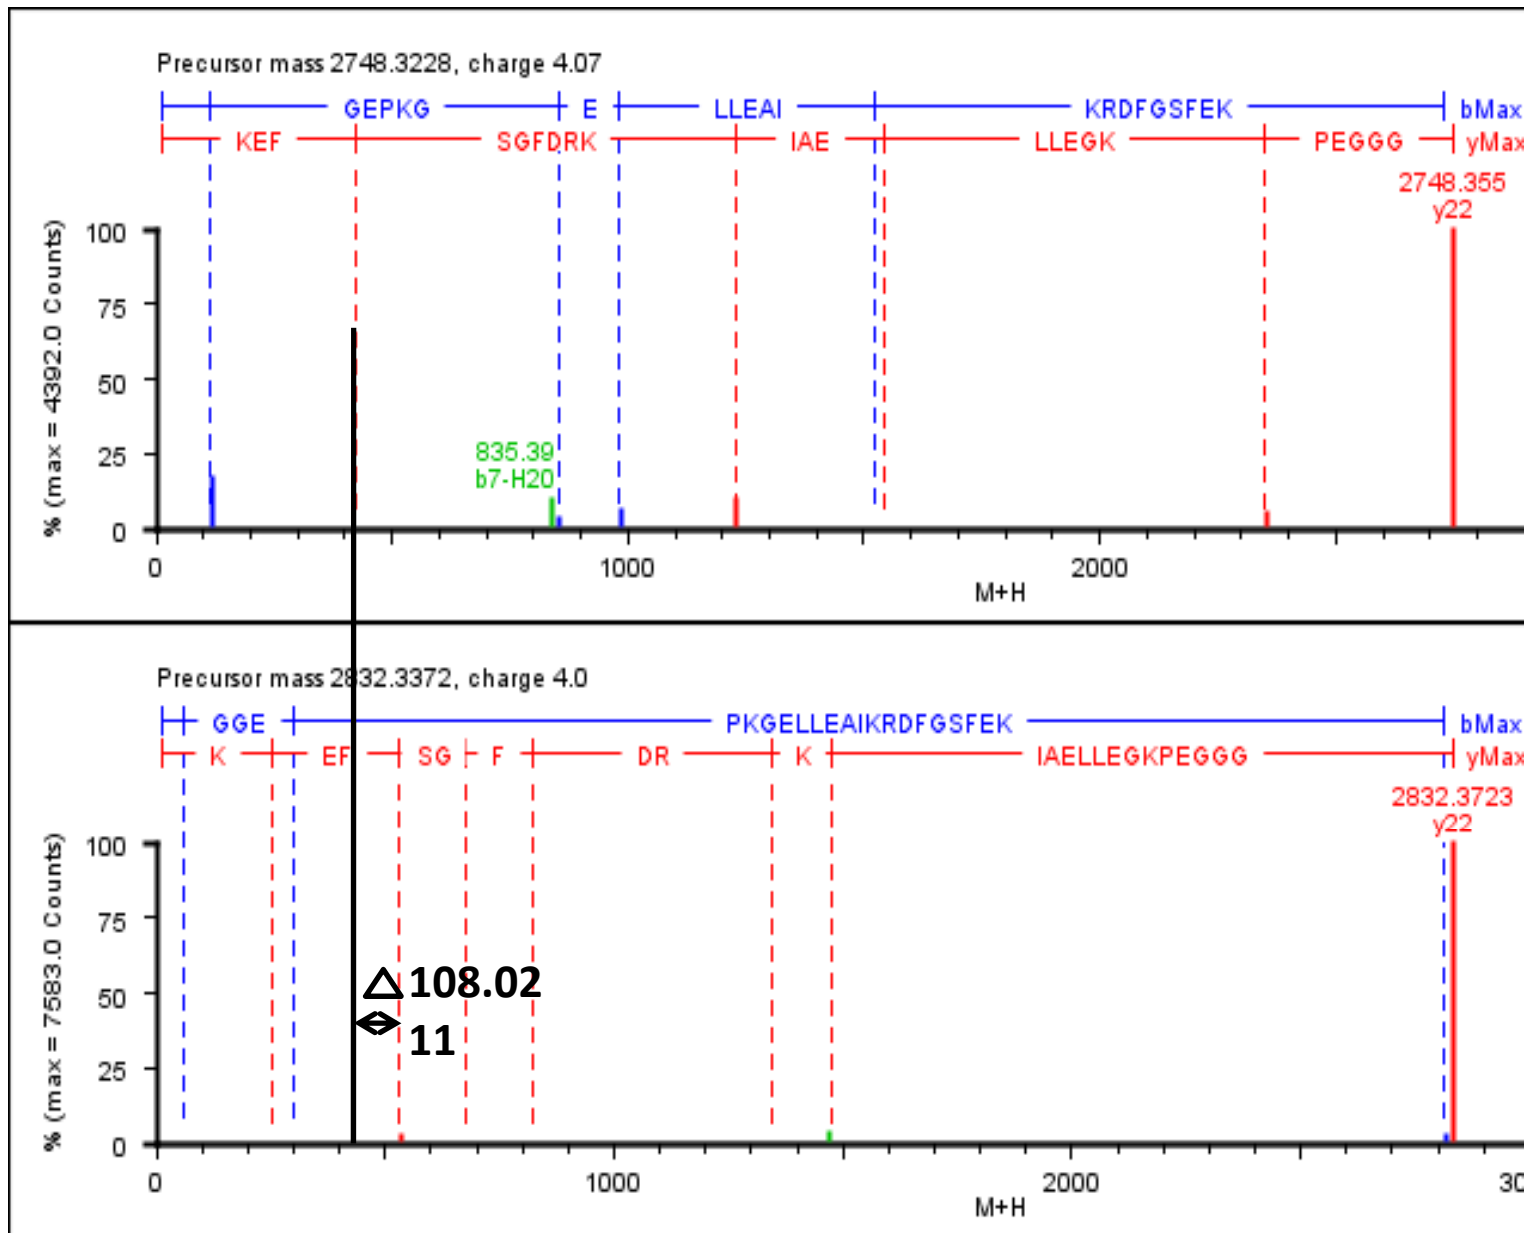 Precursor mass 2748.3228, charge 4.07
GEPKG E LLEAI KRDFGSFEK bMax
KEF SGFDRK IAE LLEGK PEGGG yMax
2748.355
y22
835.39
b7-H20
% (max = 4392.0 Counts)
100
75
50
25
0
0 1000 2000
M+H
Precursor mass 2832.3372, charge 4.0
GGE PKGELLEAIKRDFGSFEK bMax
K EF SG F DR K IAELLEGKPEGGG yMax
2832.3723
y22
% (max = 7583.0 Counts)
100
75
50
25
0
△ 108.02
11
0 1000 2000 30
M+H